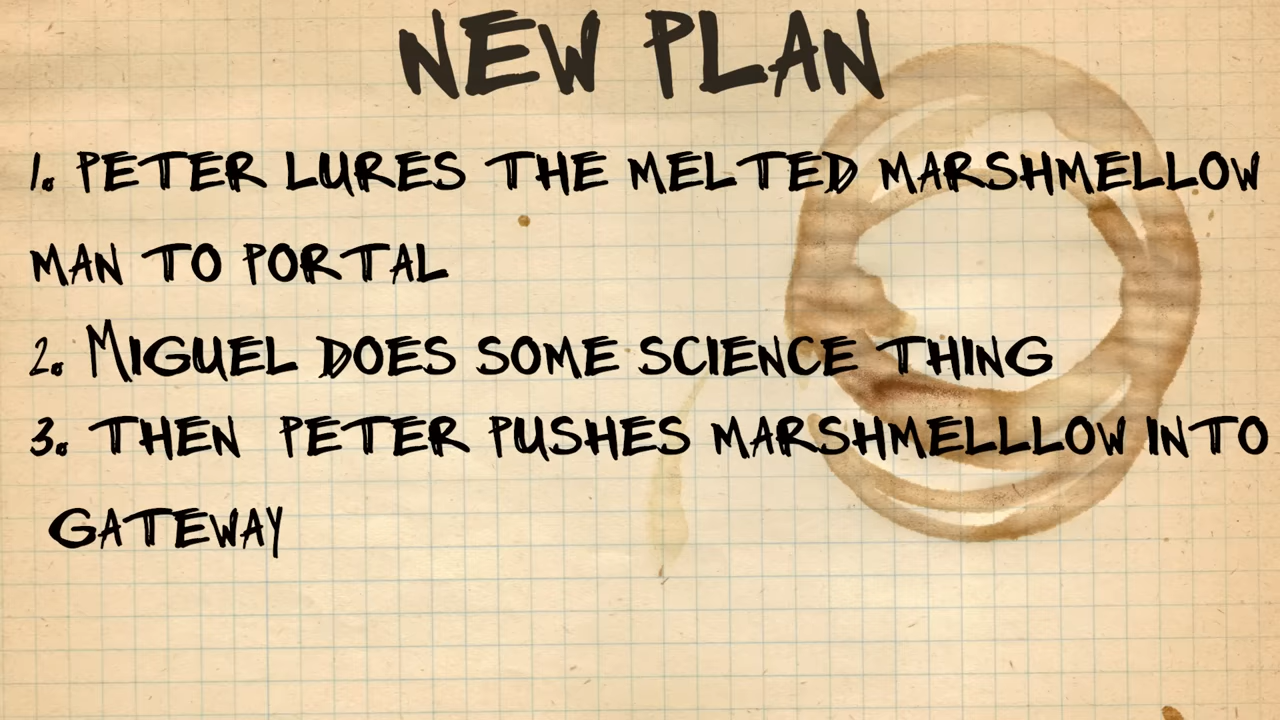 NEW PLAN
1. PETER LURES THE MELTED MARSHMELLOW
MAN TO PORTAL
2. MIGUEL DOES SOME SCIENCE THING
3. THEN PETER PUSHES MARSHMELLLOW INTO
GATEWAY